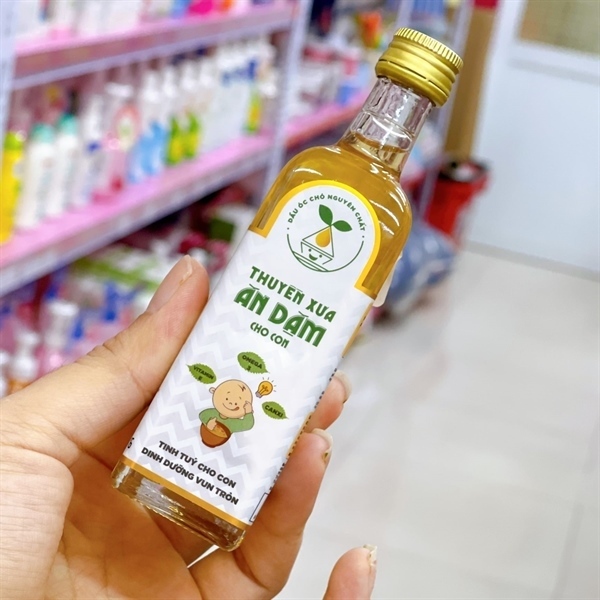 DẦU ÓC CHÓ NGUYÊN CHẤT
THUYỀN XƯA
ĂN DẶM
CHO CON
OMEGA
3
VITAMIN
K
CANXI
TINH TUÝ CHO CON
DINH DƯỠNG VUN TRÒN